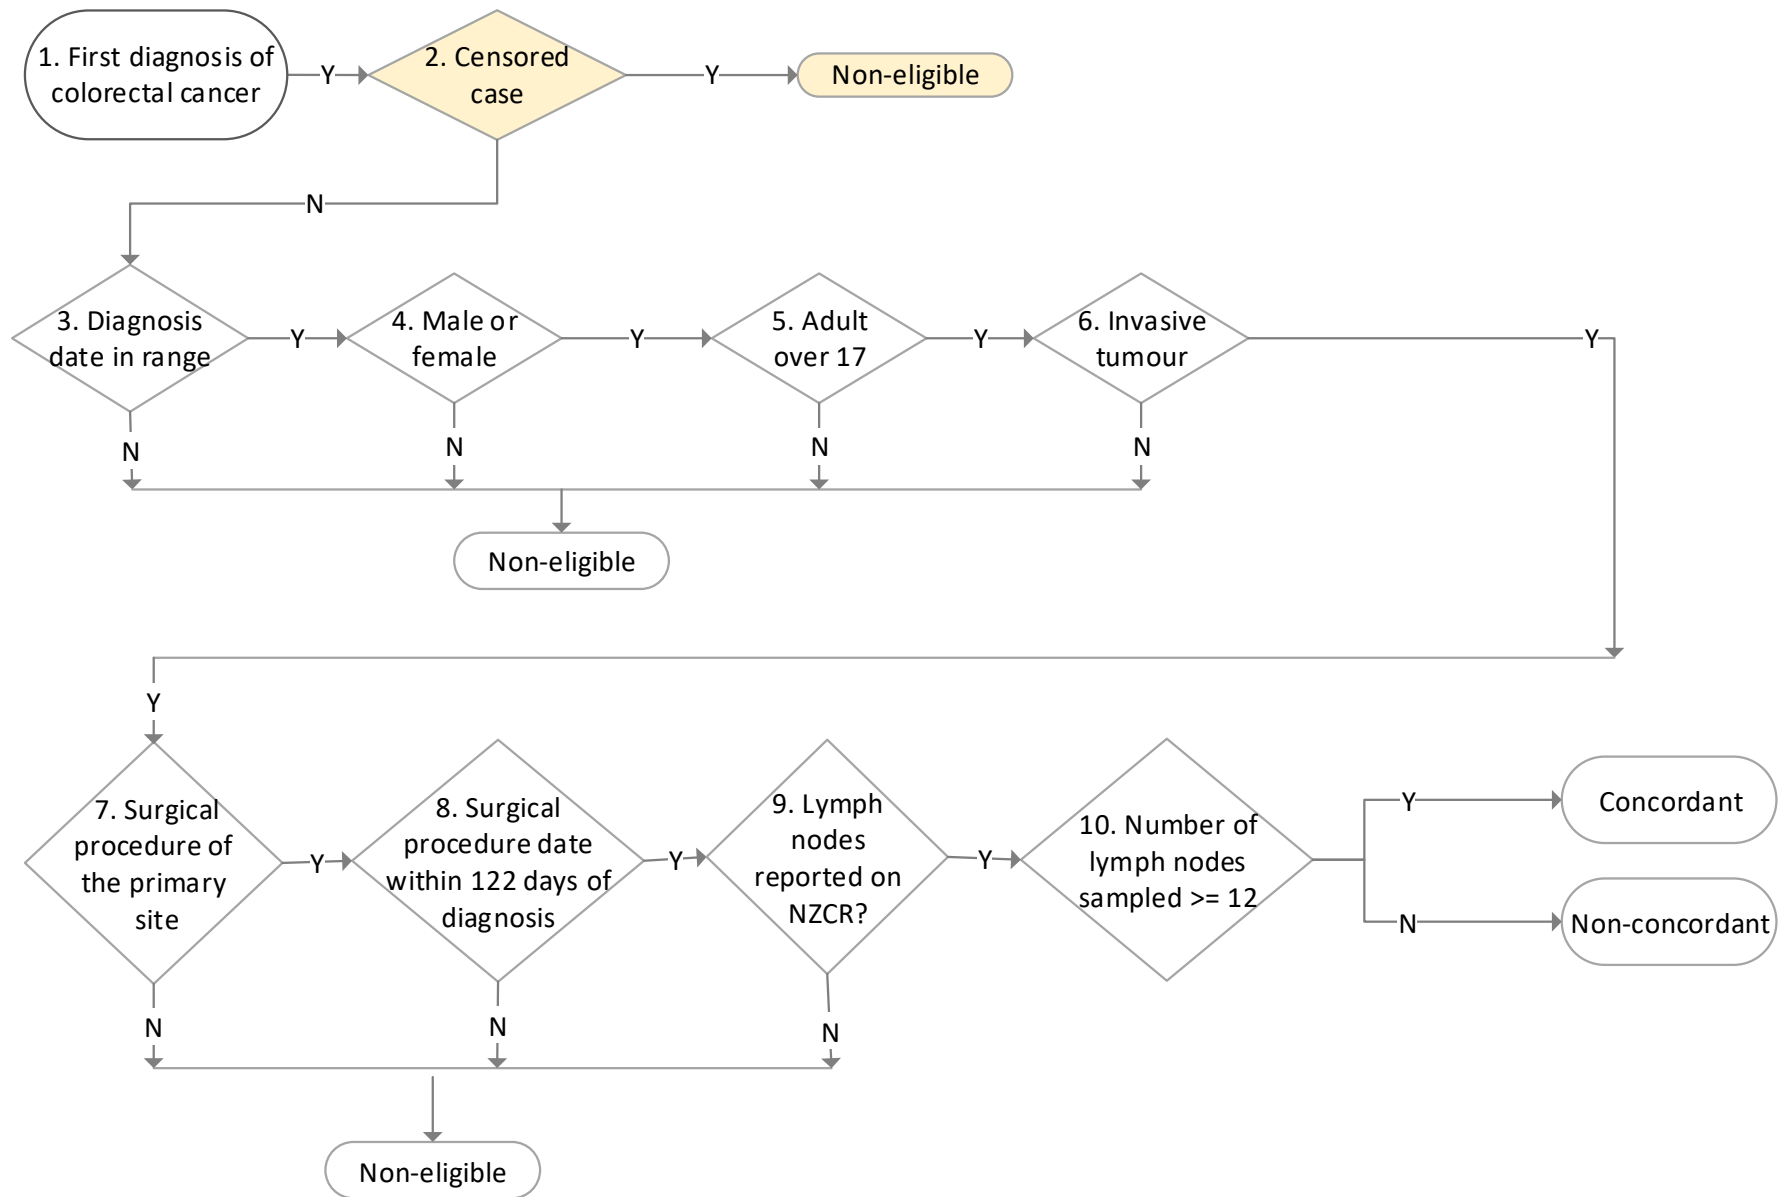 1. First diagnosis of
colorectal cancer
Y
2. Censored
case
Y
Non-eligible
N
3. Diagnosis
date in range
Y
4. Male or
female
Y
5. Adult
over 17
Y
6. Invasive
tumour
Y
N
N
N
N
Non-eligible
Y
7. Surgical
procedure of
the primary
site
Y
8. Surgical
procedure date
within 122 days of
diagnosis
Y
9. Lymph
nodes
reported on
NZCR?
Y
10. Number of
lymph nodes
sampled >= 12
Y
Concordant
N
Non-concordant
N
N
N
Non-eligible